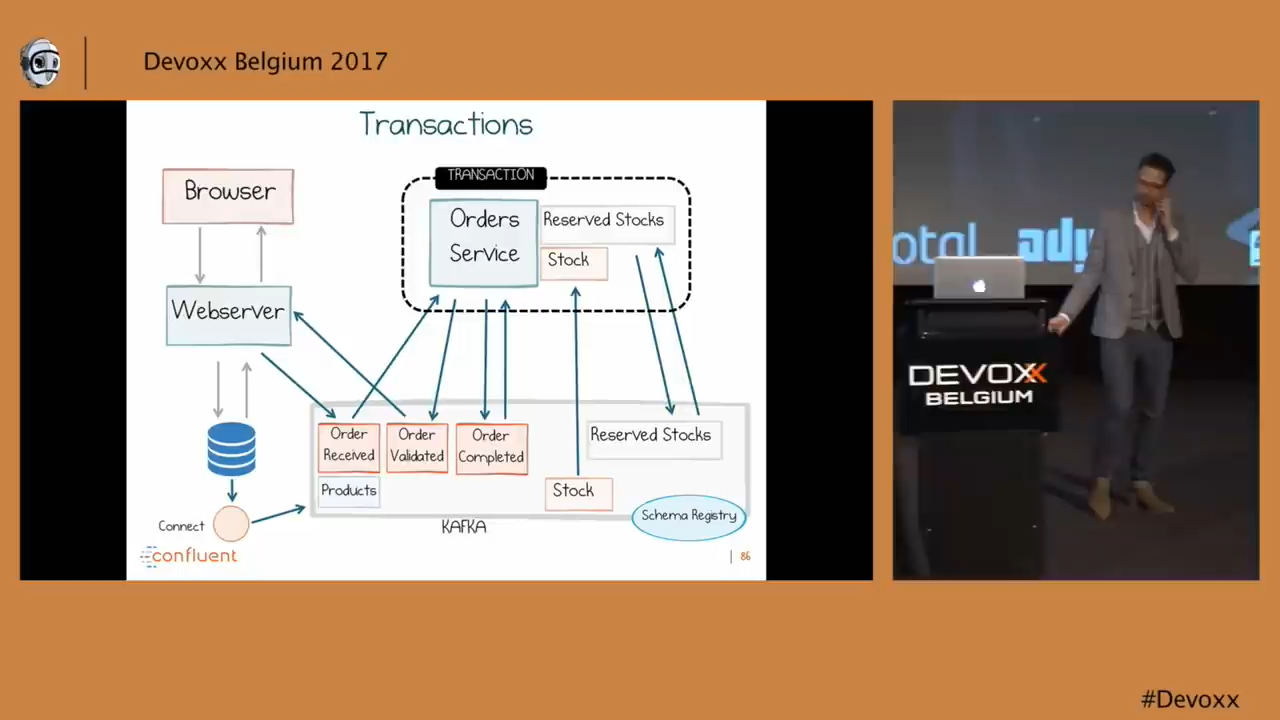 Devoxx Belgium 2017
Transactions
TRANSACTION
Browser
Orders
Service
Reserved Stocks
Stock
Webserver
Order
Received
Order
Validated
Order
Completed
Reserved Stocks
Products
Stock
Schema Registry
Connect
KAFKA
confluent
86
DEVOXX
BELGIUM
#Devoxx